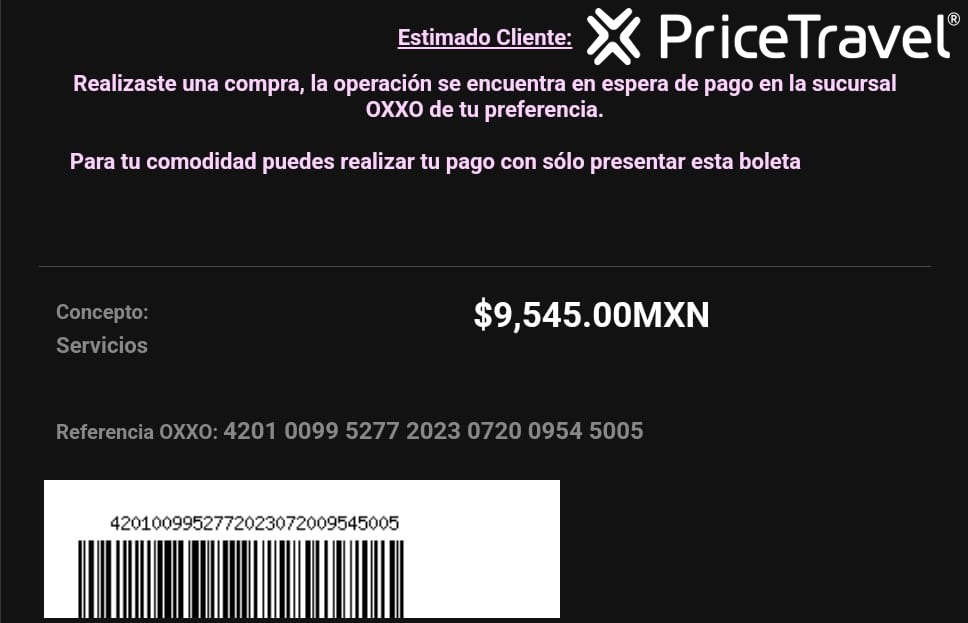 Estimado Cliente:
PriceTravel®
Realizaste una compra, la operación se encuentra en espera de pago en la sucursal
OXXO de tu preferencia.
Para tu comodidad puedes realizar tu pago con sólo presentar esta boleta
Concepto:
$9,545.00MXN
Servicios
Referencia OXXO: 4201 0099 5277 2023 0720 0954 5005
4201009952772023072009545005